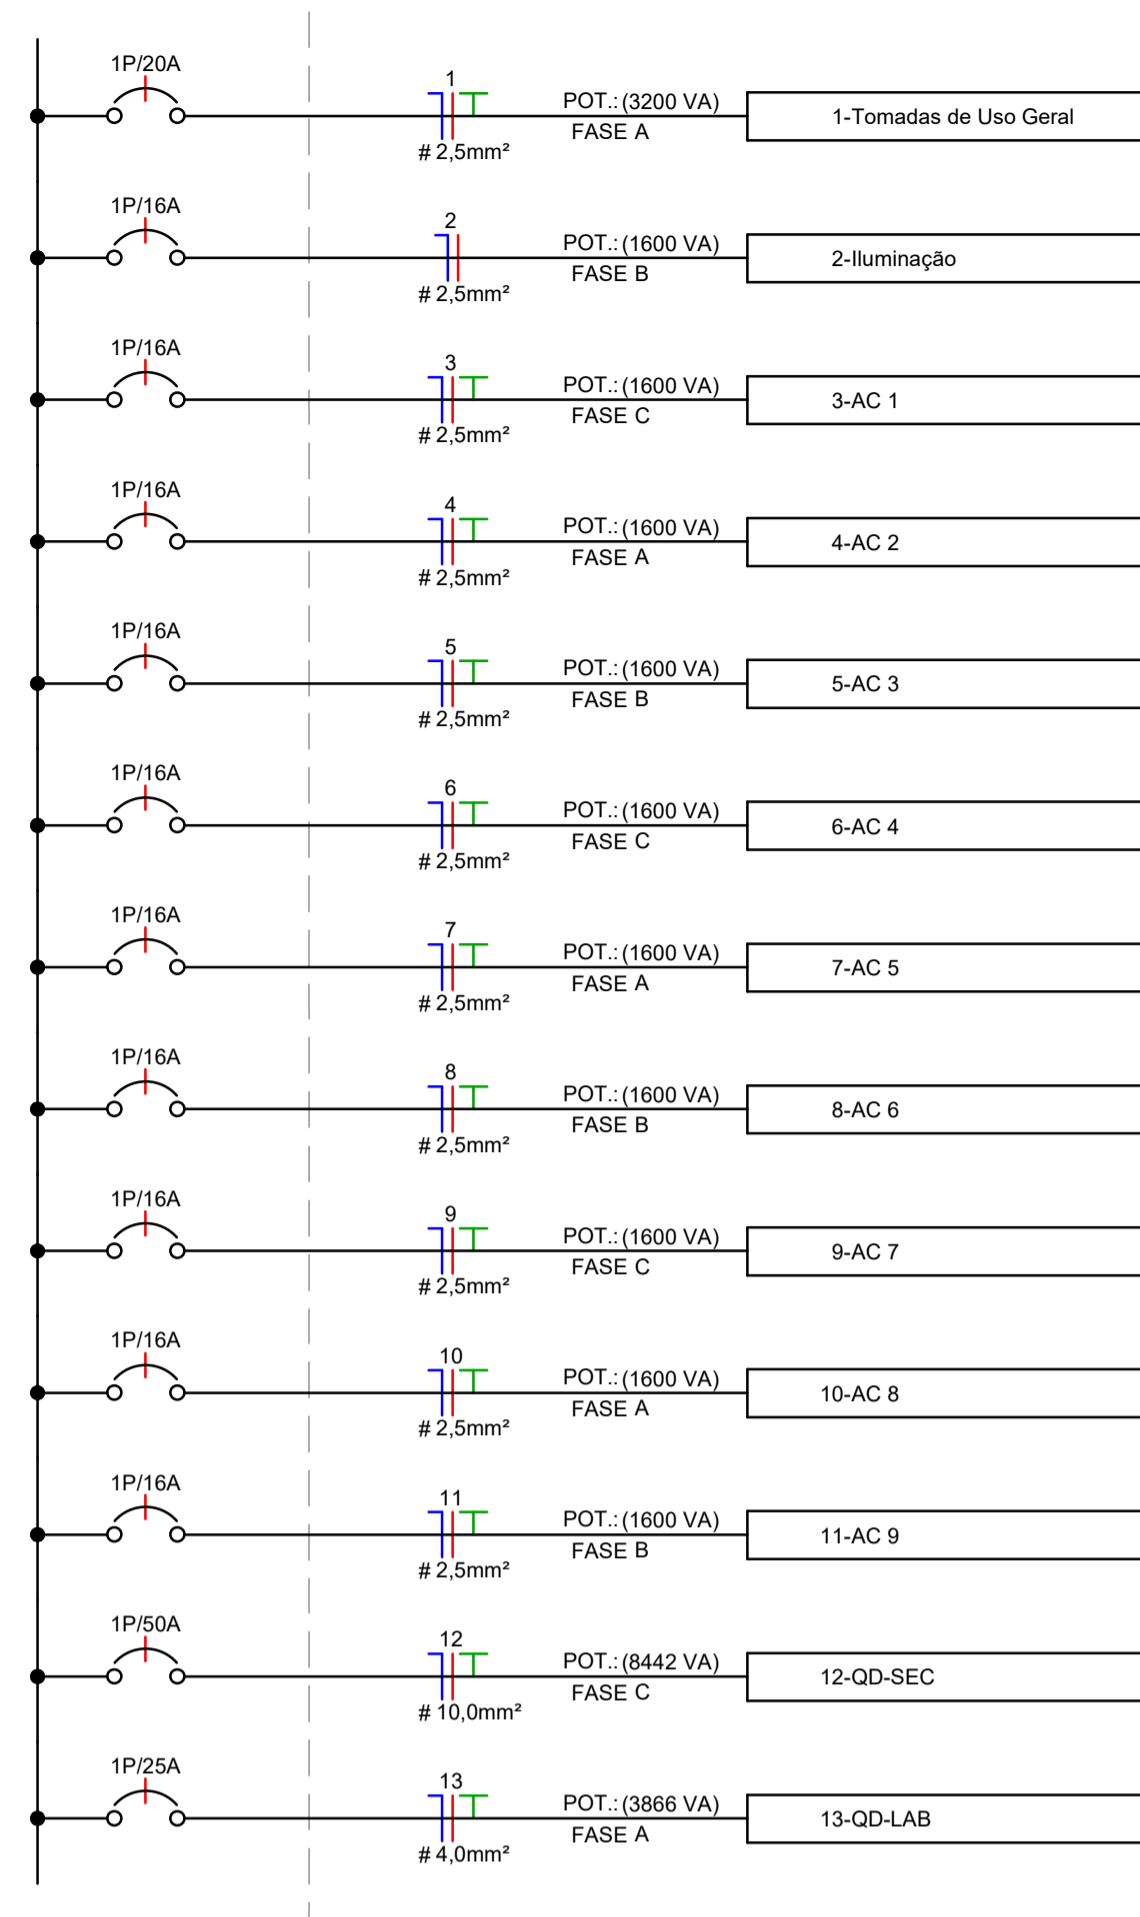 1P/20A
1
POT.: (3200 VA)
FASE A
# 2,5mm²
1-Tomadas de Uso Geral
1P/16A
2
POT.: (1600 VA)
FASE B
# 2,5mm²
2-Iluminação
1P/16A
3
POT.: (1600 VA)
FASE C
# 2,5mm²
3-AC 1
1P/16A
4
POT.: (1600 VA)
FASE A
# 2,5mm²
4-AC 2
1P/16A
5
POT.: (1600 VA)
FASE B
# 2,5mm²
5-AC 3
1P/16A
6
POT.: (1600 VA)
FASE C
# 2,5mm²
6-AC 4
1P/16A
7
POT.: (1600 VA)
FASE A
# 2,5mm²
7-AC 5
1P/16A
8
POT.: (1600 VA)
FASE B
# 2,5mm²
8-AC 6
1P/16A
9
POT.: (1600 VA)
FASE C
# 2,5mm²
9-AC 7
1P/16A
10
POT.: (1600 VA)
FASE A
# 2,5mm²
10-AC 8
1P/16A
11
POT.: (1600 VA)
FASE B
# 2,5mm²
11-AC 9
1P/50A
12
POT.: (8442 VA)
FASE C
# 10,0mm²
12-QD-SEC
1P/25A
13
POT.: (3866 VA)
FASE A
# 4,0mm²
13-QD-LAB